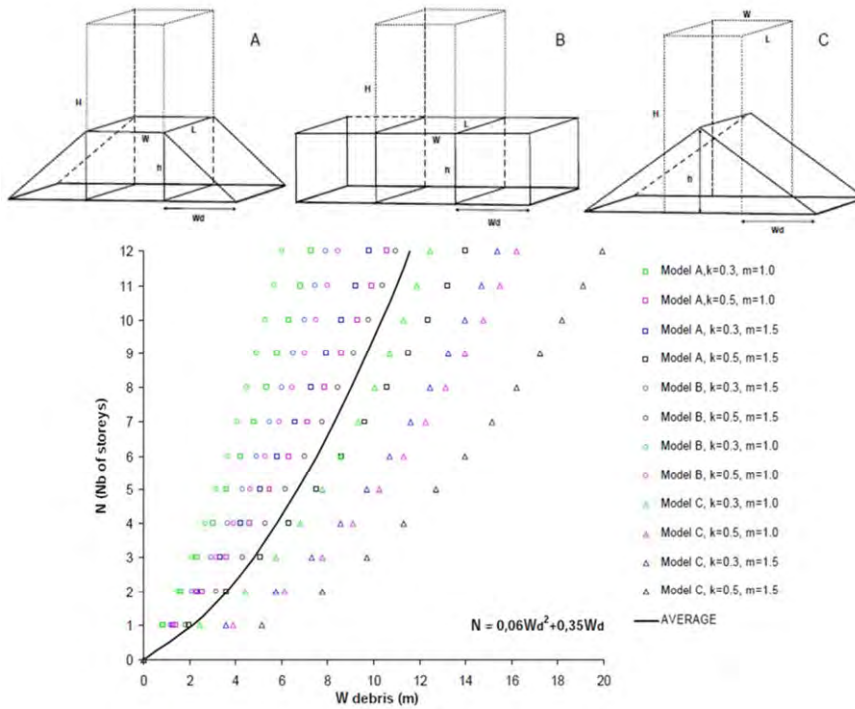 A
H
W
L
h
Wd
B
H
L
W
h
Wd
C
W
L
H
h
Wd
N (Nb of storeys)
12
11
10
9
8
7
6
5
4
3
2
1
0
0 2 4 6 8 10 12 14 16 18 20
W debris (m)
N = 0,06Wd²+0,35Wd
Model A,k=0.3, m=1.0
Model A,k=0.5, m=1.0
Model A, k=0.3, m=1.5
Model A, k=0.5, m=1.5
Model B, k=0.3, m=1.5
Model B, k=0.5, m=1.5
Model B, k=0.3, m=1.0
Model B, k=0.5, m=1.0
Model C, k=0.3, m=1.0
Model C, k=0.5, m=1.0
Model C, k=0.3, m=1.5
Model C, k=0.5, m=1.5
AVERAGE